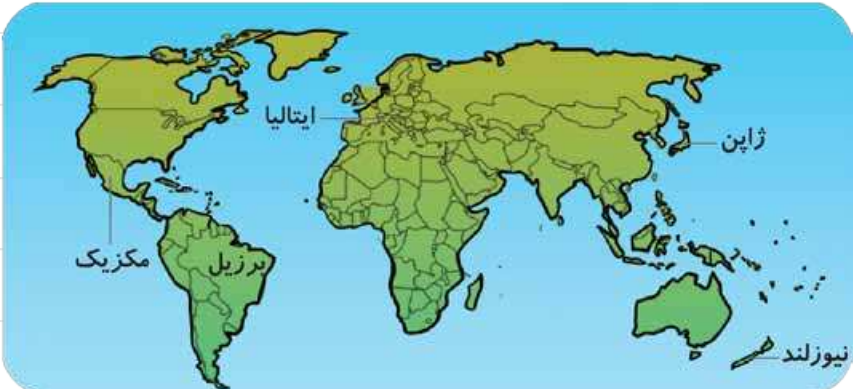 ایتالیا
ژاپن
مکزیک
برزیل
نیوزلند